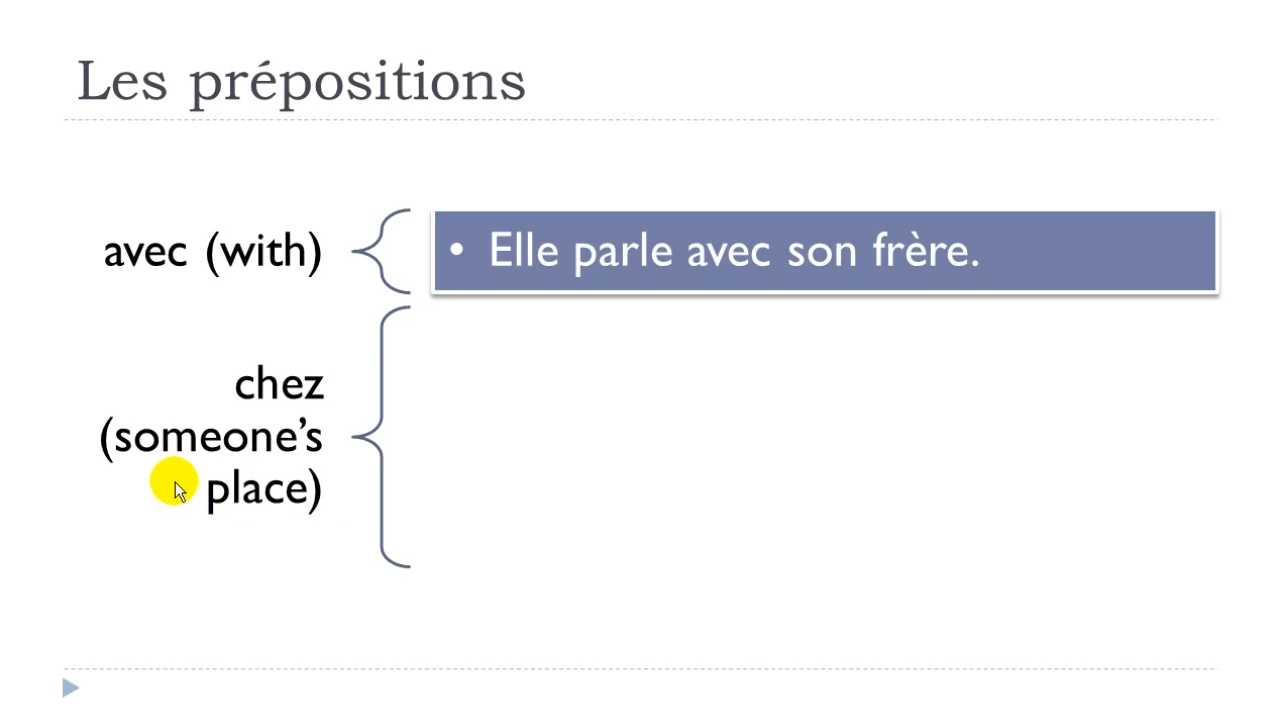 Les prépositions
avec (with)
• Elle parle avec son frère.
chez
(someone’s
place)